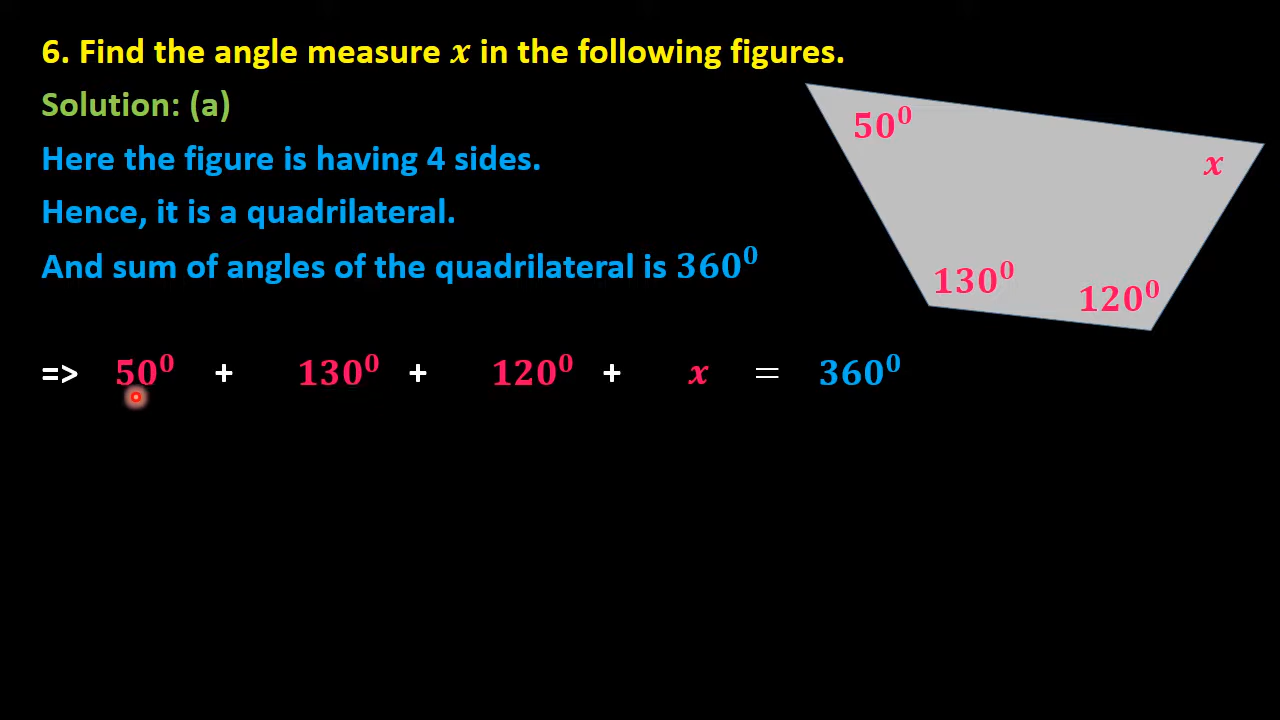 6. Find the angle measure 𝒙 in the following figures.
Solution: (a)
Here the figure is having 4 sides.
Hence, it is a quadrilateral.
And sum of angles of the quadrilateral is 360⁰
50⁰
x
130⁰
120⁰
=> 50⁰ + 130⁰ + 120⁰ + x = 360⁰